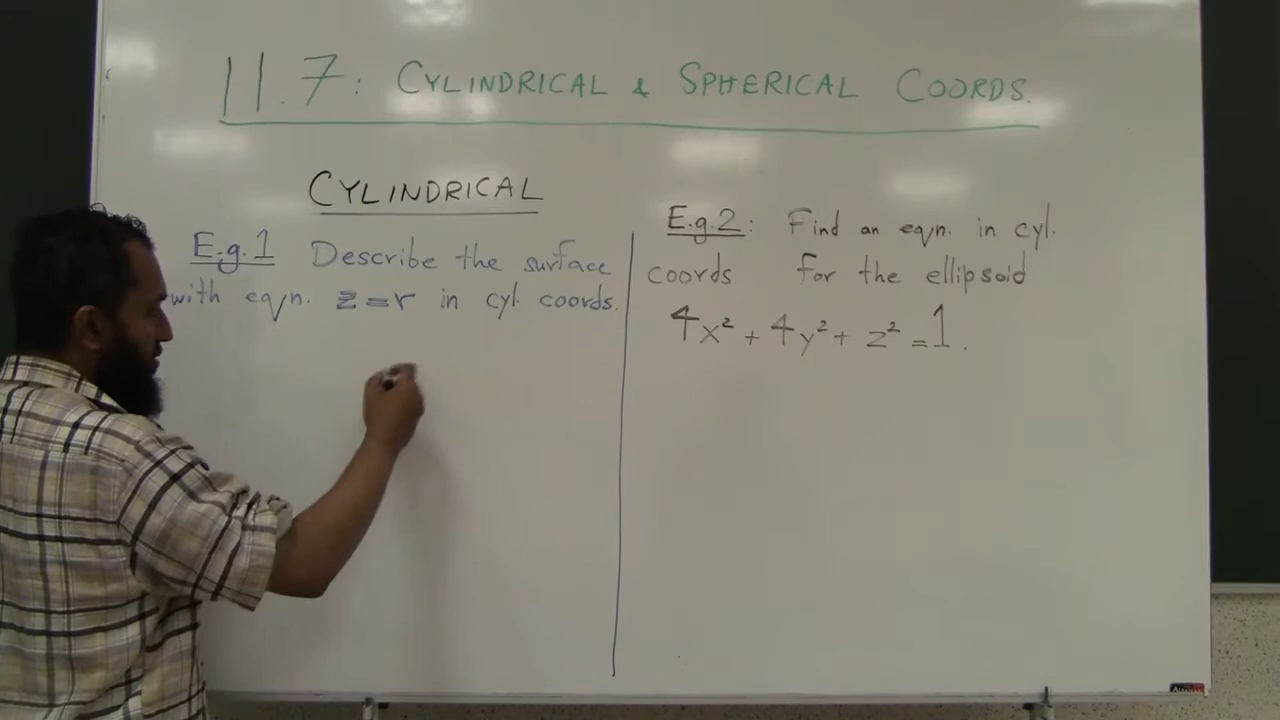 11.7: CYLINDRICAL & SPHERICAL COORDS.
CYLINDRICAL
E.g.1 Describe the surface
with eqn. z=r in cyl. coords.
E.g.2: Find an eqn. in cyl.
coords for the ellipsoid
4x² + 4y² + z² = 1.